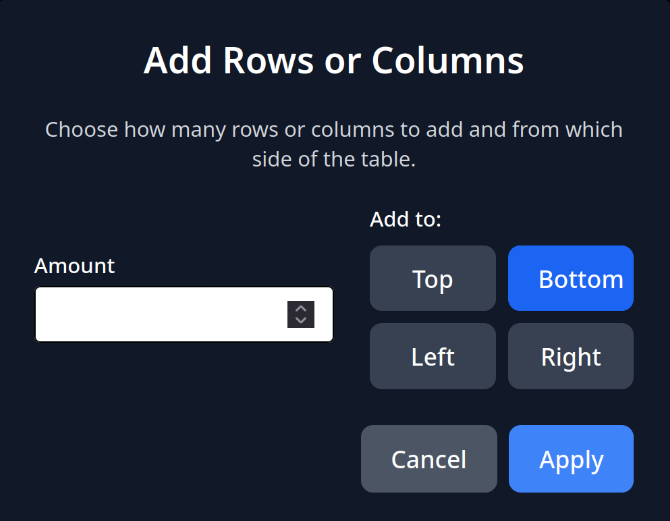 Add Rows or Columns
Choose how many rows or columns to add and from which
side of the table.
Amount
Add to:
Top
Bottom
Left
Right
Cancel
Apply